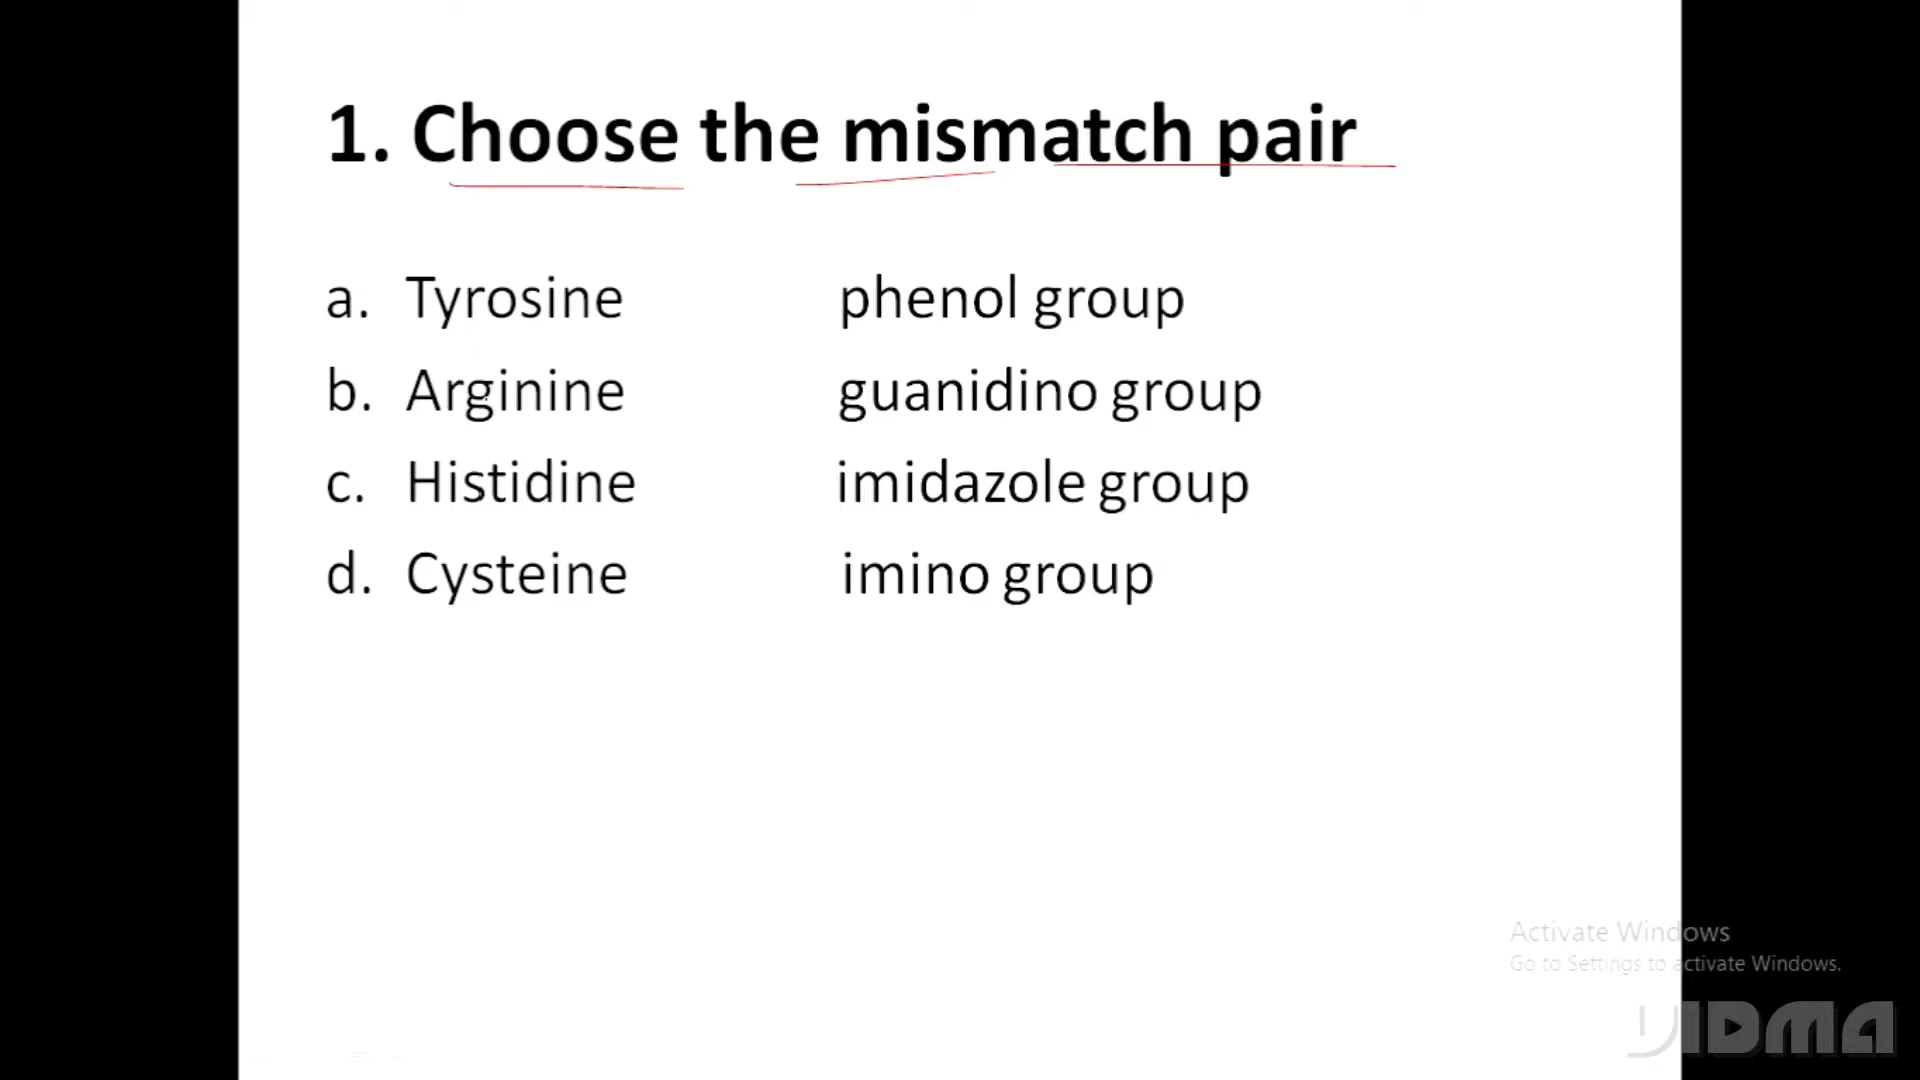 1. Choose the mismatch pair
a. Tyrosine phenol group
b. Arginine guanidino group
c. Histidine imidazole group
d. Cysteine imino group
Activate Windows
Go to Settings to activate Windows.
VIDMA